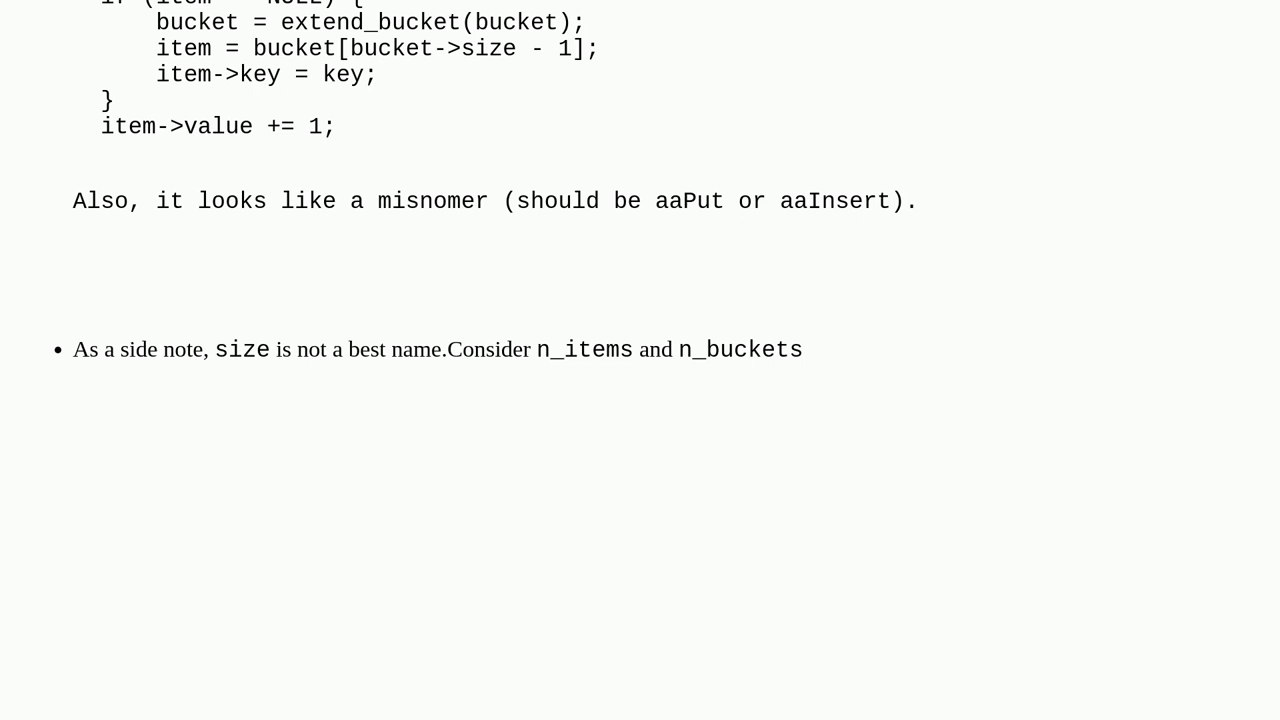 bucket = extend_bucket(bucket);
item = bucket[bucket->size - 1];
item->key = key;
}
item->value += 1;
Also, it looks like a misnomer (should be aaPut or aaInsert).
• As a side note, size is not a best name.Consider n_items and n_buckets